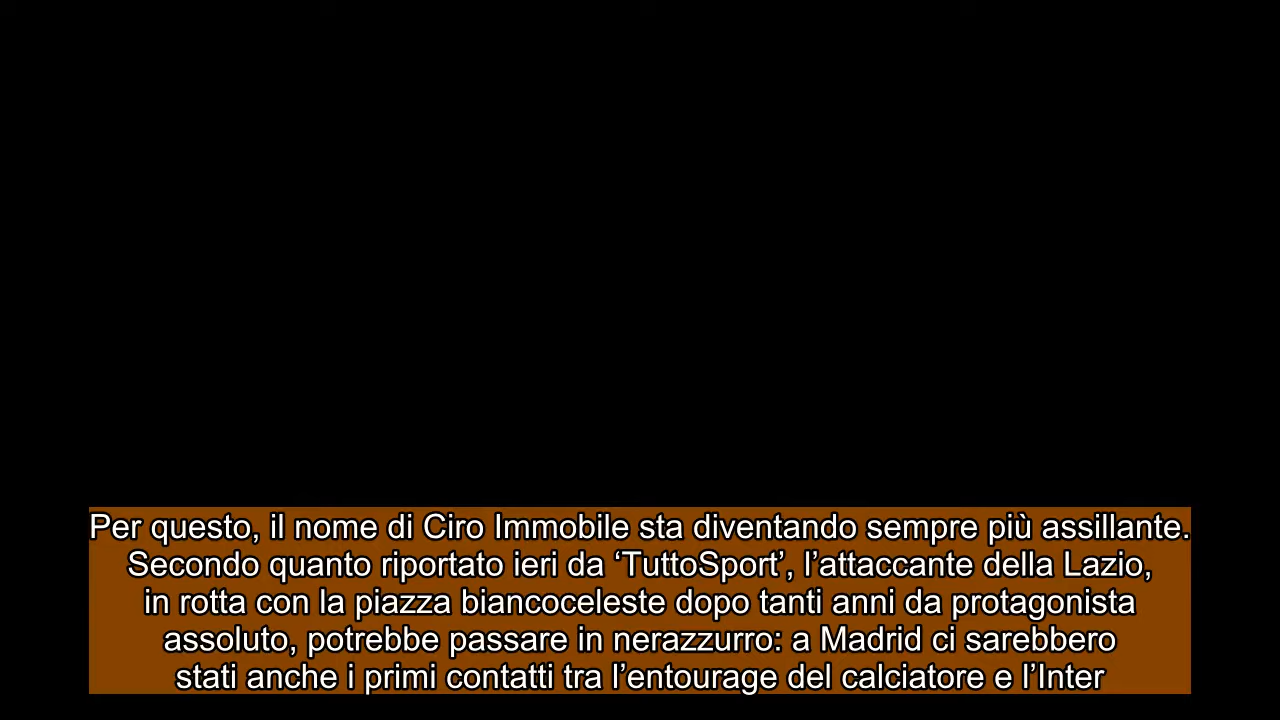 Per questo, il nome di Ciro Immobile sta diventando sempre più assillante.
Secondo quanto riportato ieri da ‘TuttoSport’, l’attaccante della Lazio,
in rotta con la piazza biancoceleste dopo tanti anni da protagonista
assoluto, potrebbe passare in nerazzurro: a Madrid ci sarebbero
stati anche i primi contatti tra l’entourage del calciatore e l’Inter